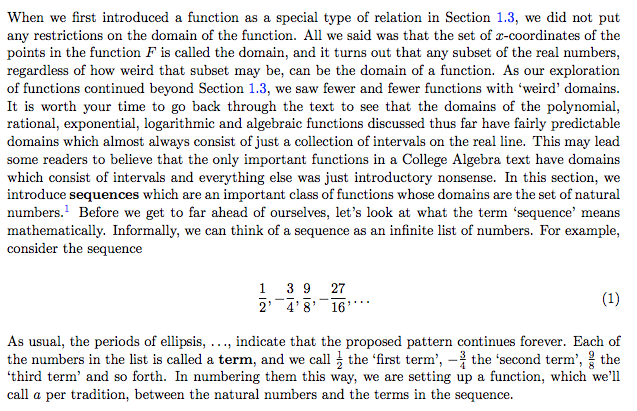 When we first introduced a function as a special type of relation in Section 1.3, we did not put
any restrictions on the domain of the function. All we said was that the set of x-coordinates of the
points in the function F is called the domain, and it turns out that any subset of the real numbers,
regardless of how weird that subset may be, can be the domain of a function. As our exploration
of functions continued beyond Section 1.3, we saw fewer and fewer functions with ‘weird’ domains.
It is worth your time to go back through the text to see that the domains of the polynomial,
rational, exponential, logarithmic and algebraic functions discussed thus far have fairly predictable
domains which almost always consist of just a collection of intervals on the real line. This may lead
some readers to believe that the only important functions in a College Algebra text have domains
which consist of intervals and everything else was just introductory nonsense. In this section, we
introduce sequences which are an important class of functions whose domains are the set of natural
numbers.¹ Before we get to far ahead of ourselves, let’s look at what the term ‘sequence’ means
mathematically. Informally, we can think of a sequence as an infinite list of numbers. For example,
consider the sequence
1/2, −3/4, 9/8, −27/16, . . . (1)
As usual, the periods of ellipsis, . . ., indicate that the proposed pattern continues forever. Each of
the numbers in the list is called a term, and we call 1/2 the ‘first term’, −3/4 the ‘second term’, 9/8 the
‘third term’ and so forth. In numbering them this way, we are setting up a function, which we’ll
call a per tradition, between the natural numbers and the terms in the sequence.